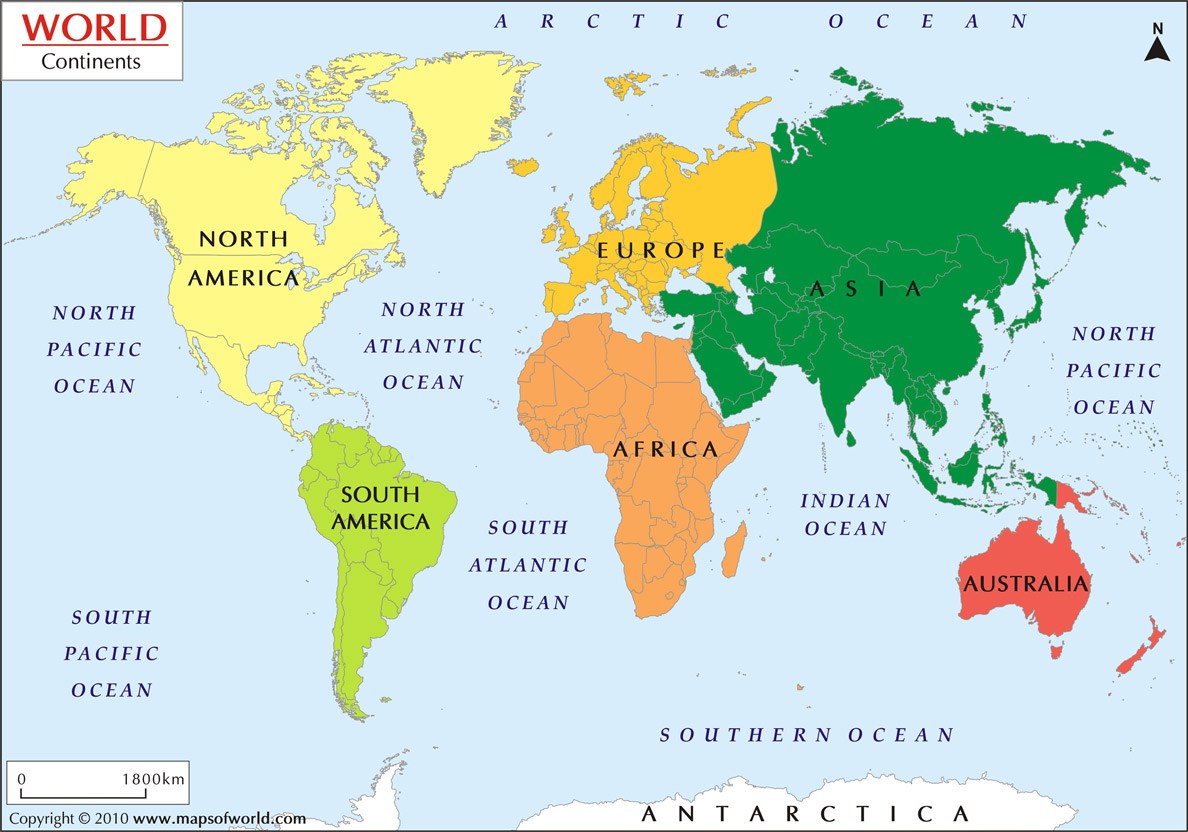 WORLD
Continents
ARCTIC OCEAN
N
NORTH
AMERICA
EUROPE
ASIA
NORTH
PACIFIC
OCEAN
NORTH
ATLANTIC
OCEAN
NORTH
PACIFIC
OCEAN
AFRICA
SOUTH
AMERICA
INDIAN
OCEAN
SOUTH
ATLANTIC
OCEAN
AUSTRALIA
SOUTH
PACIFIC
OCEAN
SOUTHERN OCEAN
0 1800km
ANTARCTICA
Copyright © 2010 www.mapsofworld.com